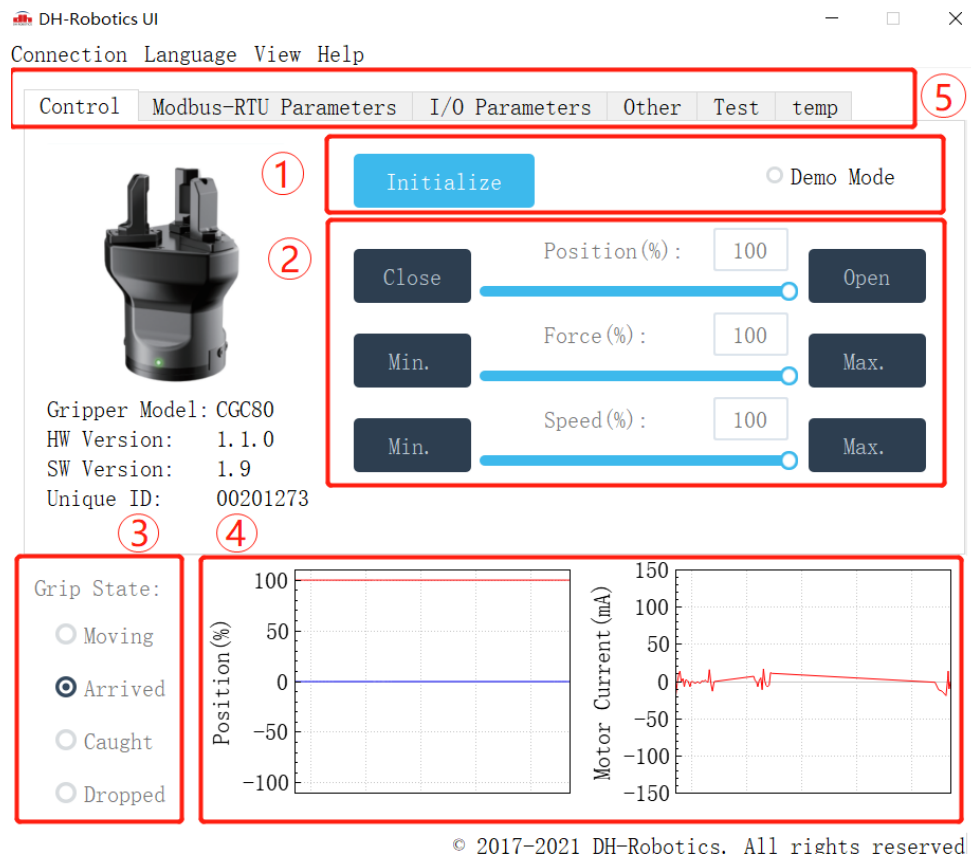 DH-Robotics UI
Connection Language View Help
Control Modbus-RTU Parameters I/O Parameters Other Test temp
⑤
①
Initialize
Demo Mode
②
Position(%): 100
Close
Open
Force(%): 100
Min.
Max.
Speed(%): 100
Min.
Max.
Gripper Model: CGC80
HW Version: 1.1.0
SW Version: 1.9
Unique ID: 00201273
③
④
Grip State:
Moving
Arrived
Caught
Dropped
Position(%)
100
50
0
-50
-100
Motor Current(mA)
150
100
50
0
-50
-100
-150
© 2017-2021 DH-Robotics. All rights reserved